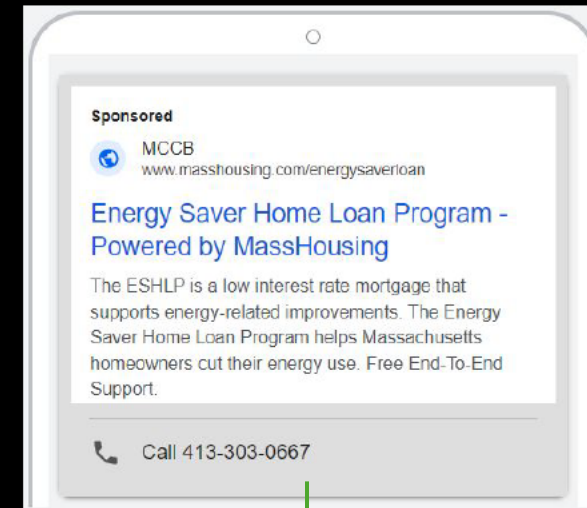 Sponsored
MCCB
www.masshousing.com/energysaverloan
Energy Saver Home Loan Program -
Powered by MassHousing
The ESHLP is a low interest rate mortgage that
supports energy-related improvements. The Energy
Saver Home Loan Program helps Massachusetts
homeowners cut their energy use. Free End-To-End
Support.
Call 413-303-0667